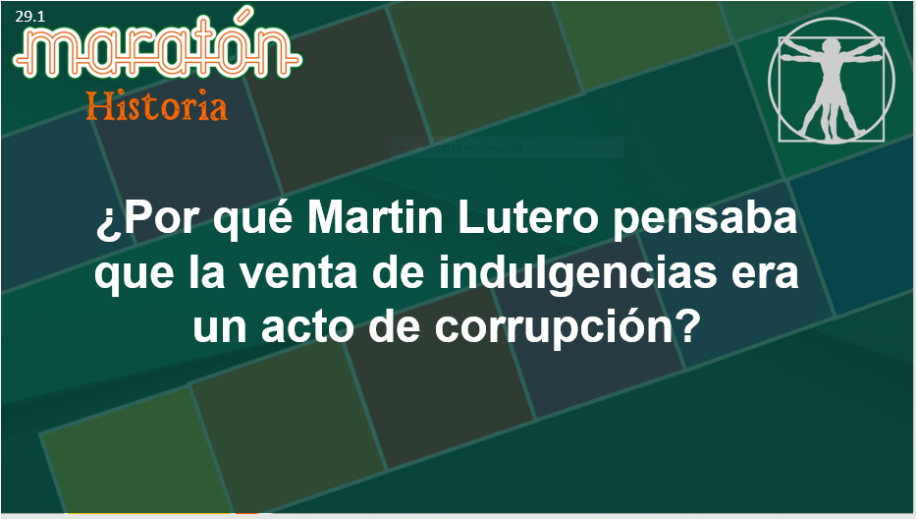 29.1
maratón
Historia
¿Por qué Martin Lutero pensaba
que la venta de indulgencias era
un acto de corrupción?